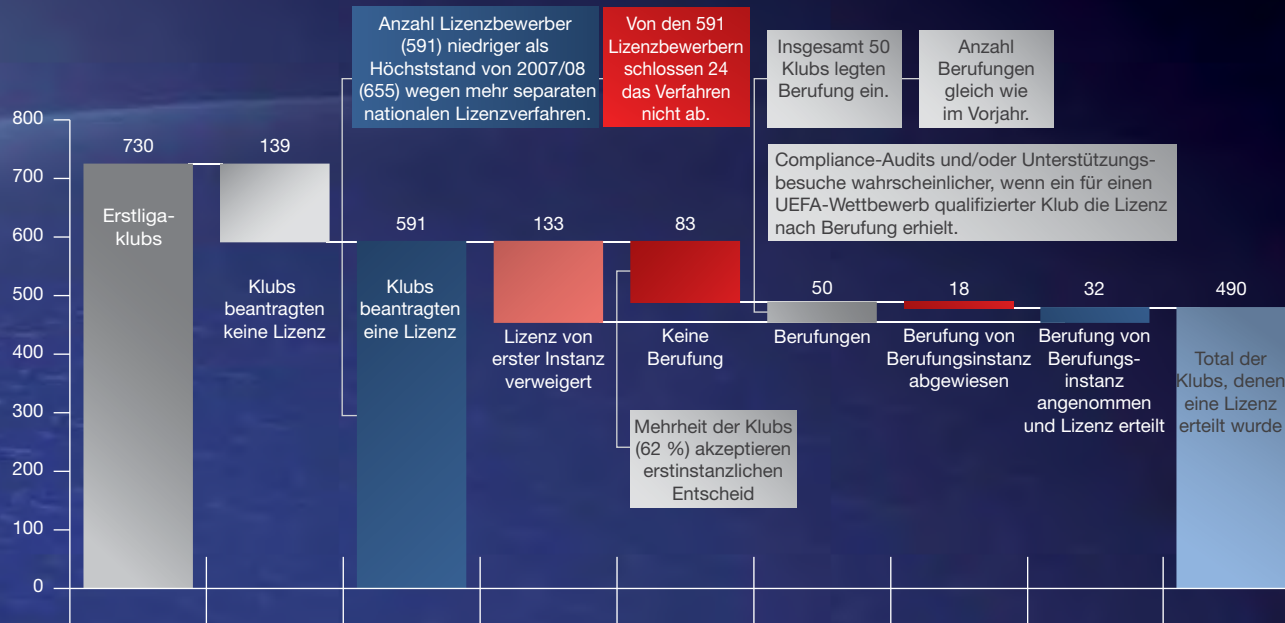 Anzahl Lizenzbewerber
(591) niedriger als
Höchststand von 2007/08
(655) wegen mehr separaten
nationalen Lizenzverfahren.
Von den 591
Lizenzbewerbern
schlossen 24
das Verfahren
nicht ab.
Insgesamt 50
Klubs legten
Berufung ein.
Anzahl
Berufungen
gleich wie
im Vorjahr.
Compliance-Audits und/oder Unterstützungs-
besuche wahrscheinlicher, wenn ein für einen
UEFA-Wettbewerb qualifizierter Klub die Lizenz
nach Berufung erhielt.
800
700
600
500
400
300
200
100
0
730
Erstliga-
klubs
139
Klubs
beantragten
keine Lizenz
591
Klubs
beantragten
eine Lizenz
133
Lizenz von
erster Instanz
verweigert
83
Keine
Berufung
Mehrheit der Klubs
(62 %) akzeptieren
erstinstanzlichen
Entscheid
50
Berufungen
18
Berufung von
Berufungsinstanz
abgewiesen
32
Berufung von
Berufungs-
instanz
angenommen
und Lizenz erteilt
490
Total der
Klubs, denen
eine Lizenz
erteilt wurde